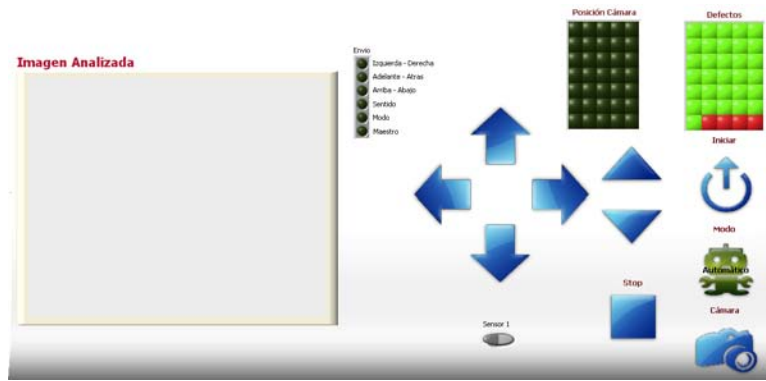 Posición Cámara
Defectos
Imagen Analizada
Envio
Izquierda - Derecha
Adelante - Atras
Arriba - Abajo
Sentido
Modo
Maestro
Iniciar
Modo
Automático
Stop
Cámara
Sensor 1